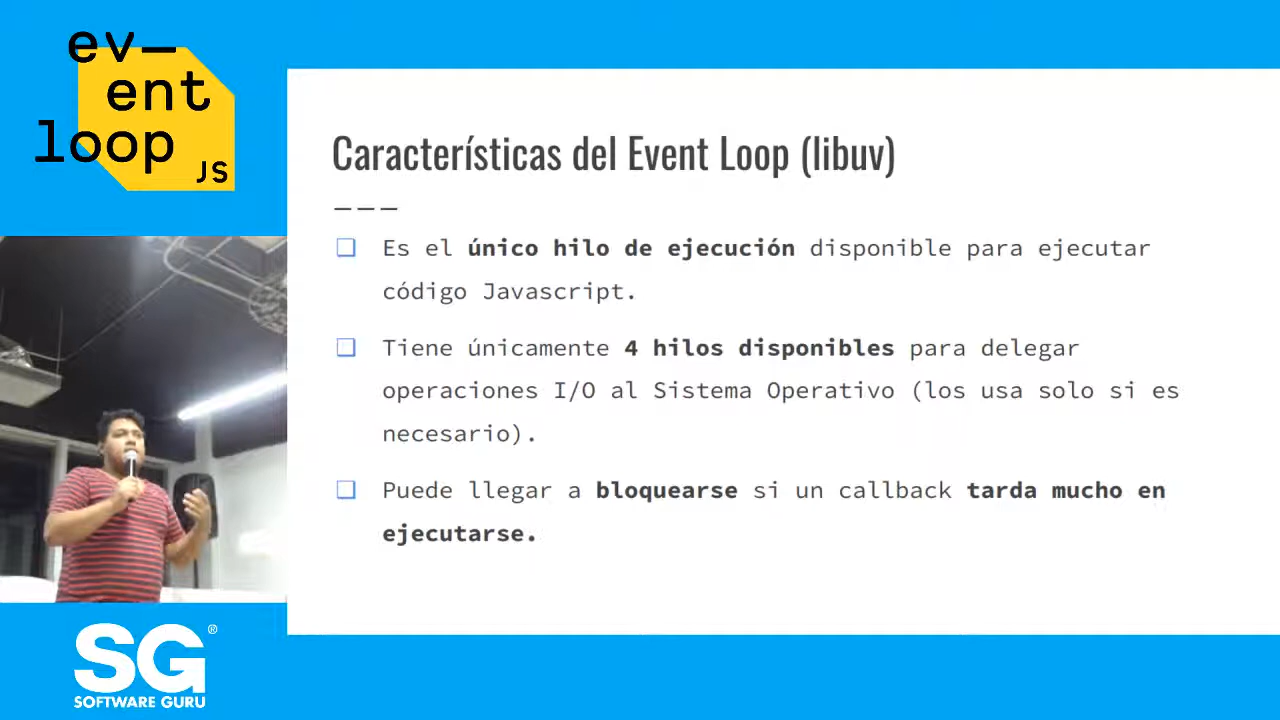 ev—
ent
loop
JS
Características del Event Loop (libuv)
Es el único hilo de ejecución disponible para ejecutar
código Javascript.
Tiene únicamente 4 hilos disponibles para delegar
operaciones I/O al Sistema Operativo (los usa solo si es
necesario).
Puede llegar a bloquearse si un callback tarda mucho en
ejecutarse.
SG®
SOFTWARE GURU